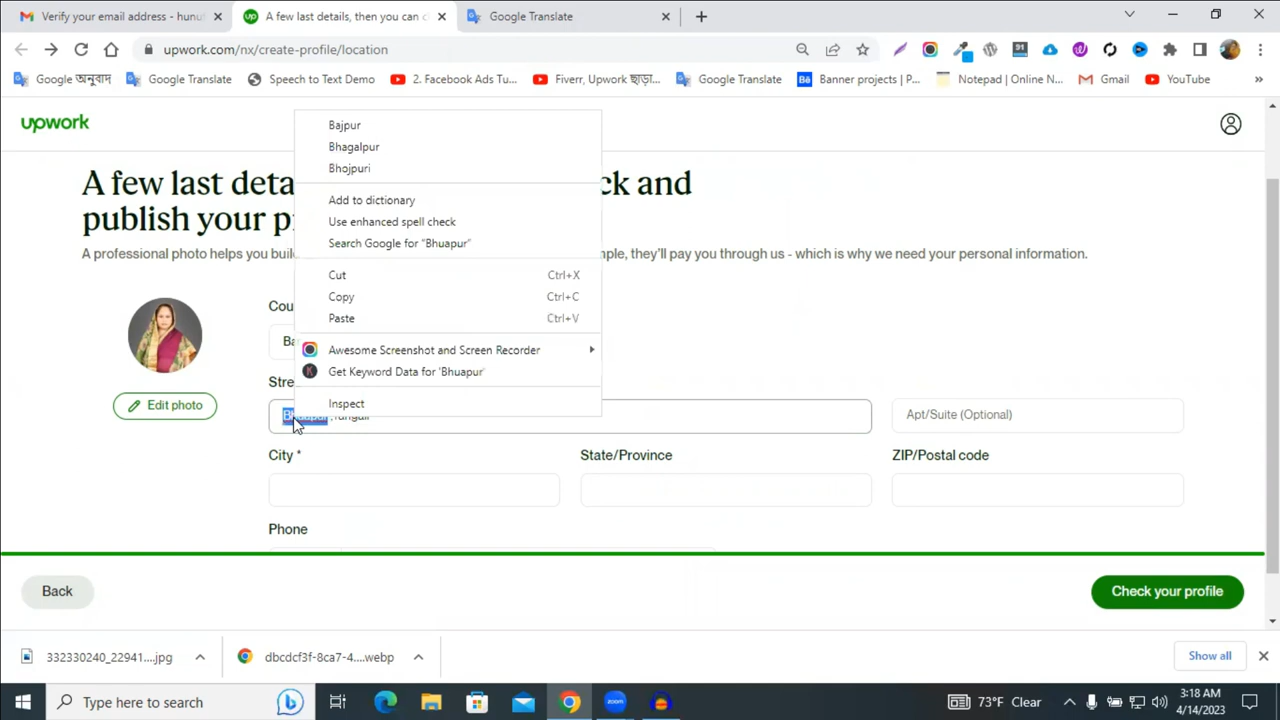 Verify your email address - hunu
A few last details, then you can cl
Google Translate
upwork.com/nx/create-profile/location
91
Google অনুবাদ
Google Translate
Speech to Text Demo
2. Facebook Ads Tu...
Fiverr, Upwork ছাড়া...
Google Translate
Bē
Banner projects | P...
Notepad | Online N...
Gmail
YouTube
»
upwork
A few last deta
ck and
publish your p
A professional photo helps you buil
mple, they'll pay you through us - which is why we need your personal information.
Bajpur
Bhagalpur
Bhojpuri
Add to dictionary
Use enhanced spell check
Search Google for "Bhuapur"
Cut Ctrl+X
Copy Ctrl+C
Paste Ctrl+V
Awesome Screenshot and Screen Recorder
Get Keyword Data for 'Bhuapur'
Inspect
Cou
Ba
Stre
Edit photo
Apt/Suite (Optional)
City *
State/Province
ZIP/Postal code
Phone
Back
Check your profile
332330240_22941....jpg
dbcdcf3f-8ca7-4....webp
Show all
Type here to search
zoom
73°F Clear
3:18 AM
4/14/2023